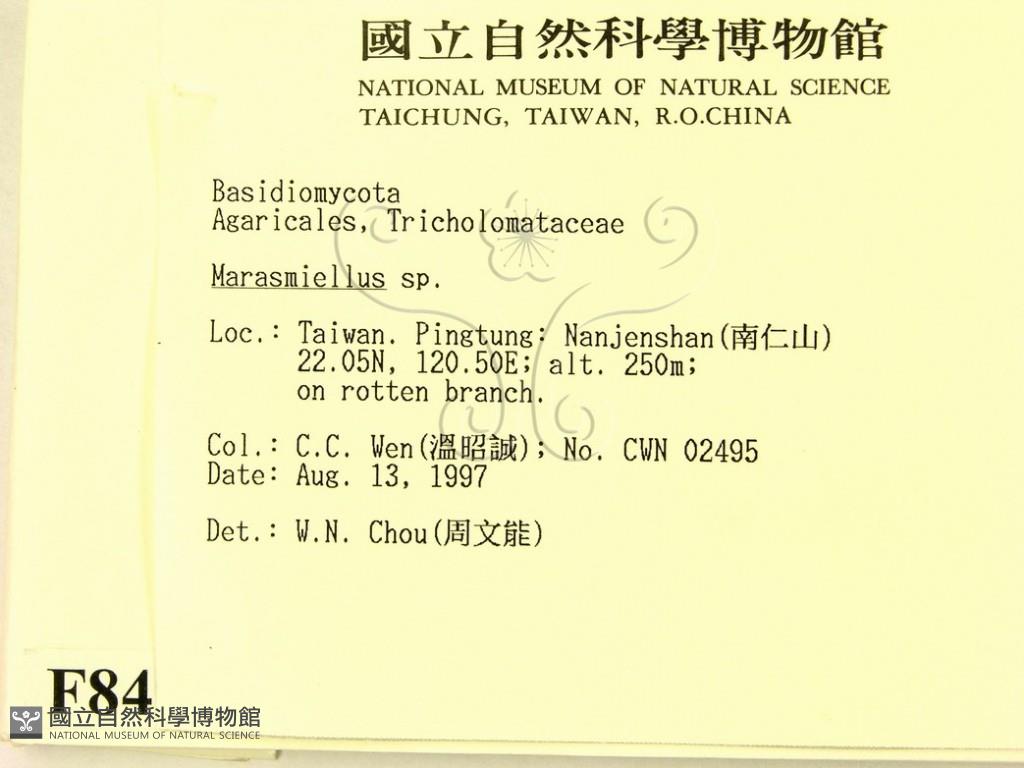 國立自然科學博物館
NATIONAL MUSEUM OF NATURAL SCIENCE
TAICHUNG, TAIWAN, R.O.CHINA
Basidiomycota
Agaricales, Tricholomataceae
Marasmiellus sp.
Loc.: Taiwan. Pingtung: Nanjenshan(南仁山)
22.05N, 120.50E; alt. 250m;
on rotten branch.
Col.: C.C. Wen(溫昭誠); No. CWN 02495
Date: Aug. 13, 1997
Det.: W.N. Chou(周文能)
F84
國立自然科學博物館
NATIONAL MUSEUM OF NATURAL SCIENCE